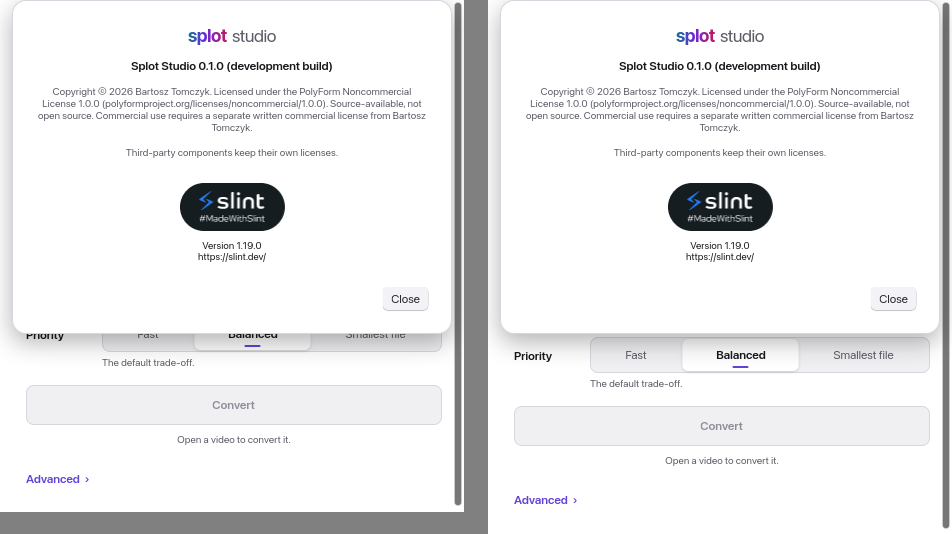 splot studio
Splot Studio 0.1.0 (development build)
Copyright © 2026 Bartosz Tomczyk. Licensed under the PolyForm Noncommercial
License 1.0.0 (polyformproject.org/licenses/noncommercial/1.0.0). Source-available, not
open source. Commercial use requires a separate written commercial license from Bartosz
Tomczyk.
Third-party components keep their own licenses.
slint
#MadeWithSlint
Version 1.19.0
https://slint.dev/
Close
Priority
Fast
Balanced
Smallest file
The default trade-off.
Convert
Open a video to convert it.
Advanced ›
splot studio
Splot Studio 0.1.0 (development build)
Copyright © 2026 Bartosz Tomczyk. Licensed under the PolyForm Noncommercial
License 1.0.0 (polyformproject.org/licenses/noncommercial/1.0.0). Source-available, not
open source. Commercial use requires a separate written commercial license from Bartosz
Tomczyk.
Third-party components keep their own licenses.
slint
#MadeWithSlint
Version 1.19.0
https://slint.dev/
Close
Priority
Fast
Balanced
Smallest file
The default trade-off.
Convert
Open a video to convert it.
Advanced ›